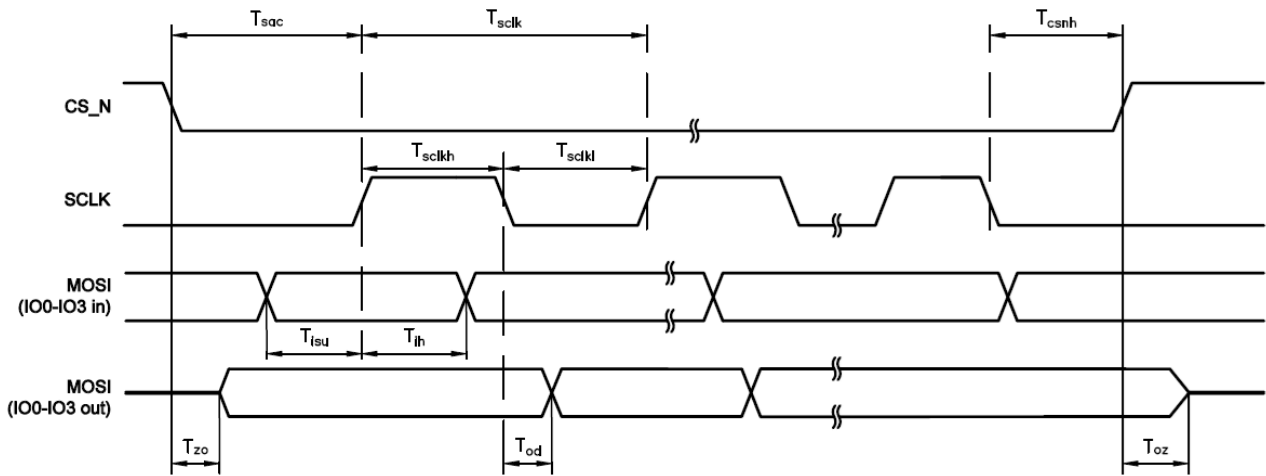 Tsac Tsclk Tcsnh
CS_N
Tsclkh Tsclkl
SCLK
MOSI
(IO0-IO3 in)
Tisu Tih
MOSI
(IO0-IO3 out)
Tzo Tod Toz